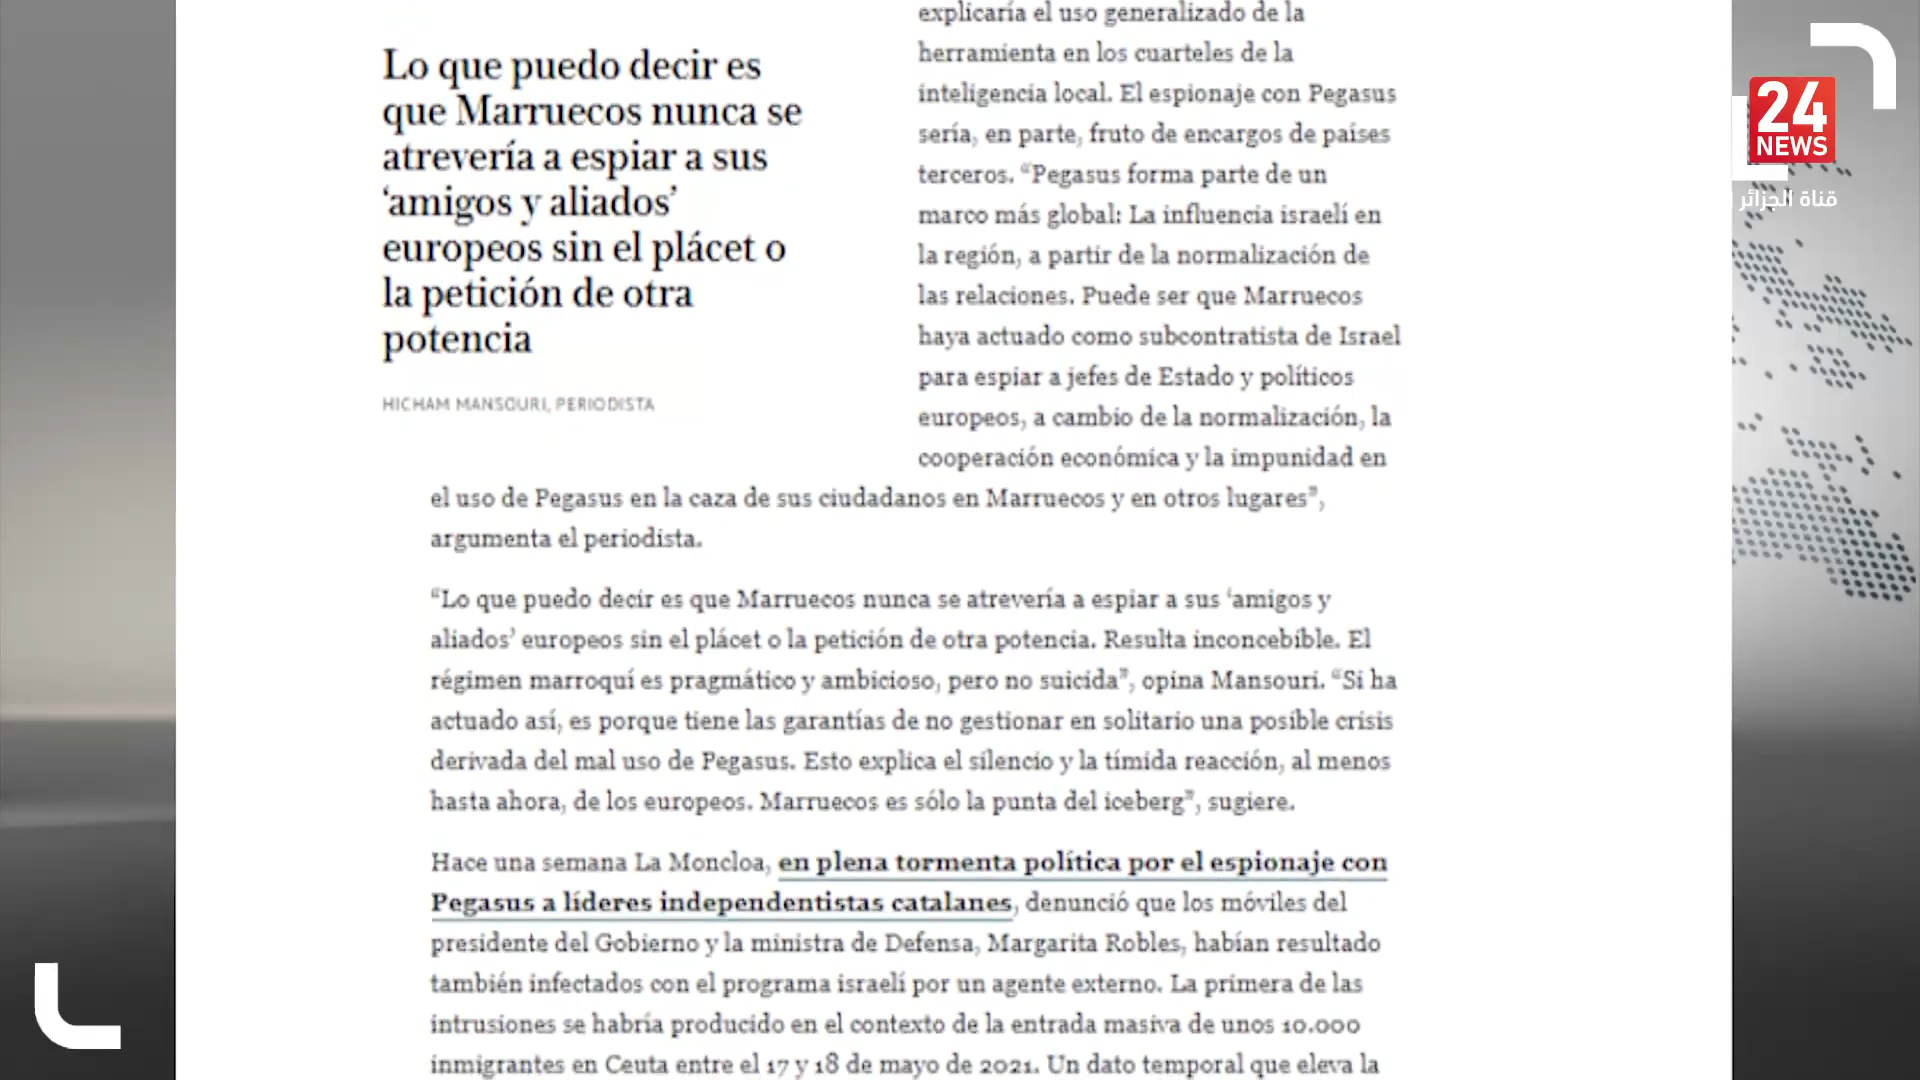 Lo que puedo decir es
que Marruecos nunca se
atrevería a espiar a sus
‘amigos y aliados’
europeos sin el plácet o
la petición de otra
potencia
HICHAM MANSOURI, PERIODISTA
explicaría el uso generalizado de la
herramienta en los cuarteles de la
inteligencia local. El espionaje con Pegasus
sería, en parte, fruto de encargos de países
terceros. “Pegasus forma parte de un
marco más global: La influencia israelí en
la región, a partir de la normalización de
las relaciones. Puede ser que Marruecos
haya actuado como subcontratista de Israel
para espiar a jefes de Estado y políticos
europeos, a cambio de la normalización, la
cooperación económica y la impunidad en
el uso de Pegasus en la caza de sus ciudadanos en Marruecos y en otros lugares”,
argumenta el periodista.
“Lo que puedo decir es que Marruecos nunca se atrevería a espiar a sus ‘amigos y
aliados’ europeos sin el plácet o la petición de otra potencia. Resulta inconcebible. El
régimen marroquí es pragmático y ambicioso, pero no suicida”, opina Mansouri. “Si ha
actuado así, es porque tiene las garantías de no gestionar en solitario una posible crisis
derivada del mal uso de Pegasus. Esto explica el silencio y la tímida reacción, al menos
hasta ahora, de los europeos. Marruecos es sólo la punta del iceberg”, sugiere.
Hace una semana La Moncloa, en plena tormenta política por el espionaje con
Pegasus a líderes independentistas catalanes, denunció que los móviles del
presidente del Gobierno y la ministra de Defensa, Margarita Robles, habían resultado
también infectados con el programa israelí por un agente externo. La primera de las
intrusiones se habría producido en el contexto de la entrada masiva de unos 10.000
inmigrantes en Ceuta entre el 17 y 18 de mayo de 2021. Un dato temporal que eleva la
24
NEWS
قناة الجزائر